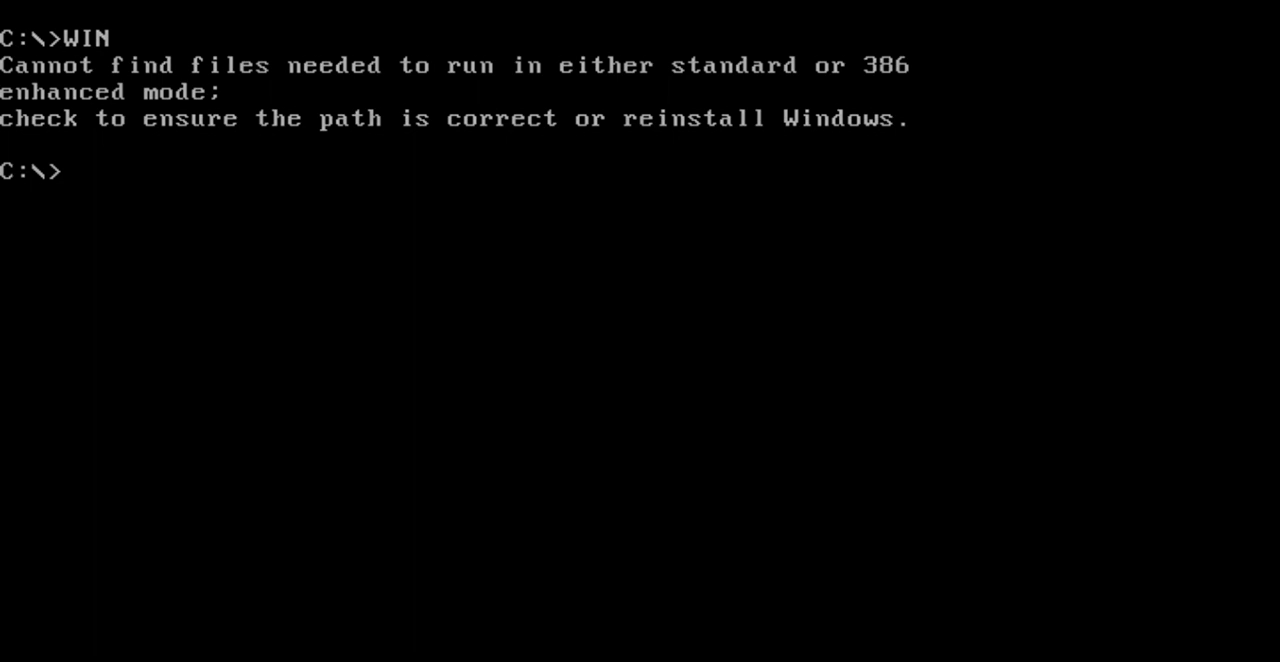 C:\>WIN
Cannot find files needed to run in either standard or 386
enhanced mode;
check to ensure the path is correct or reinstall Windows.
C:\>